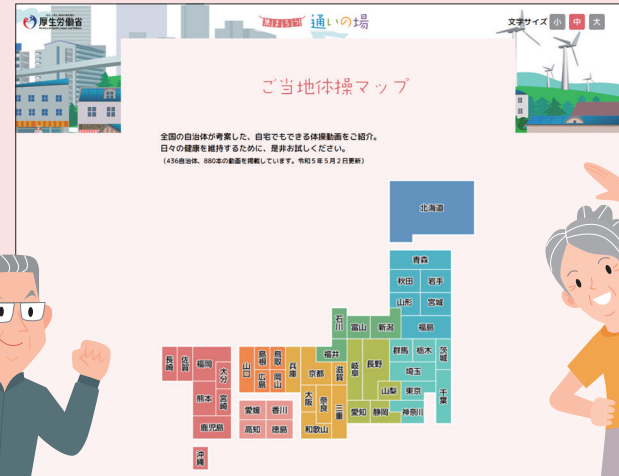 厚生労働省
集まろう!
通いの場
文字サイズ 小 中 大
ご当地体操マップ
全国の自治体が考案した、自宅でもできる体操動画をご紹介。
日々の健康を維持するために、是非お試しください。
(436自治体、880本の動画を掲載しています。令和5年5月2日更新)
北海道
青森
秋田 岩手
山形 宮城
石川 富山 新潟 福島
長崎 佐賀 福岡 大分 山口 島根 鳥取 兵庫 福井 岐阜 長野 群馬 栃木 茨城
広島 岡山 京都 滋賀 埼玉
熊本 宮崎 大阪 奈良 三重 山梨 東京 千葉
愛媛 香川 愛知 静岡 神奈川
鹿児島 高知 徳島 和歌山
沖縄